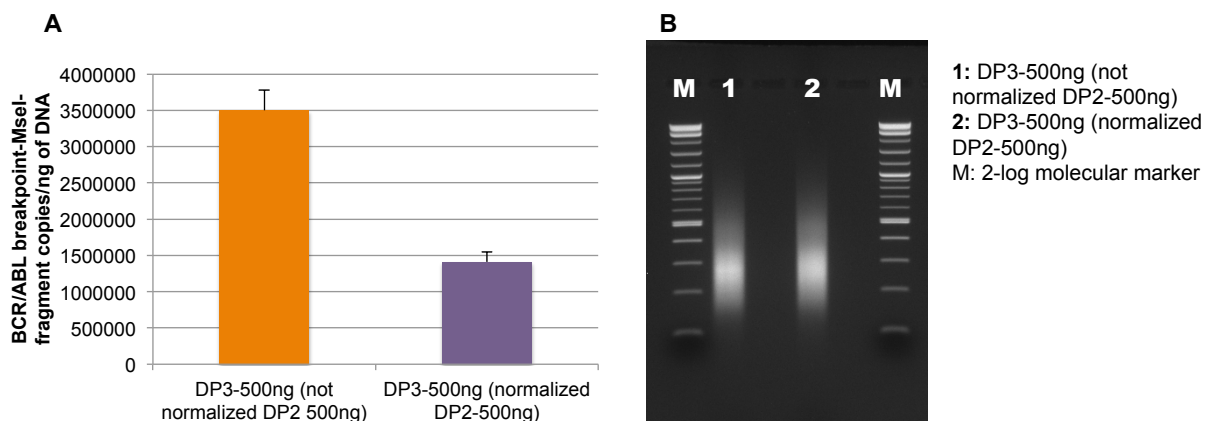 A
BCR/ABL breakpoint-MseI-
fragment copies/ng of DNA
4000000
3500000
3000000
2500000
2000000
1500000
1000000
500000
0
DP3-500ng (not
normalized DP2 500ng)
DP3-500ng (normalized
DP2-500ng)
B
M 1 2 M
1: DP3-500ng (not
normalized DP2-500ng)
2: DP3-500ng (normalized
DP2-500ng)
M: 2-log molecular marker